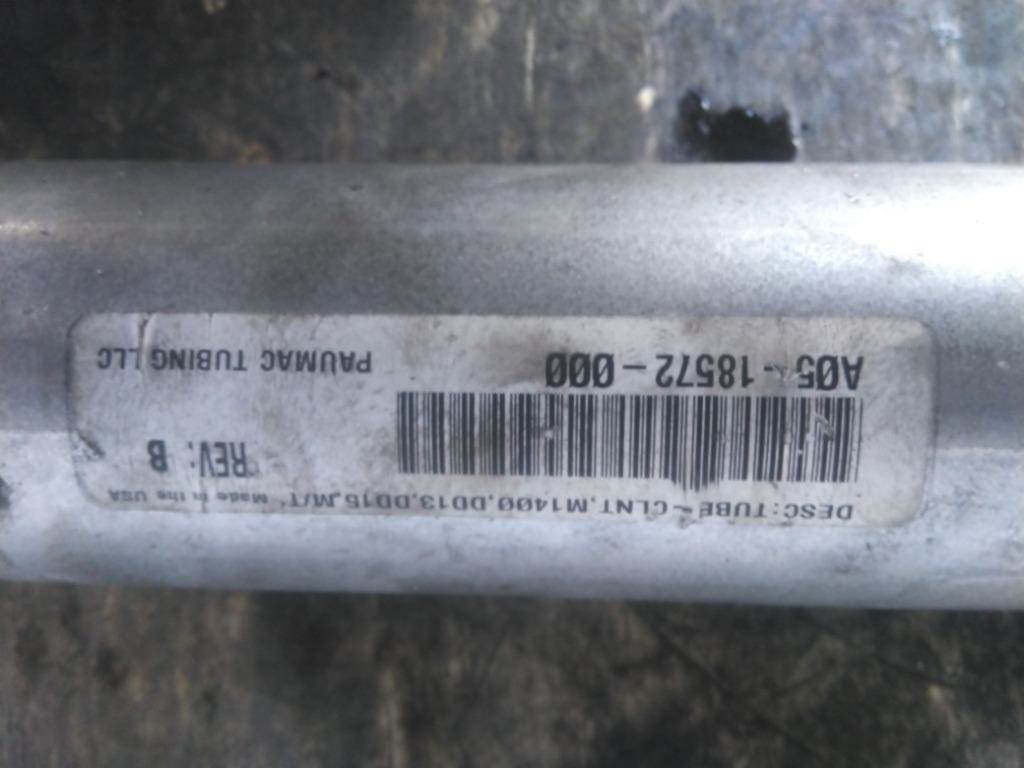 DESC:TUBE-CLNT,M1400,DD13,DD15,M/T Made in the USA
REV: B
A05-18572-000 PAUMAC TUBING LLC